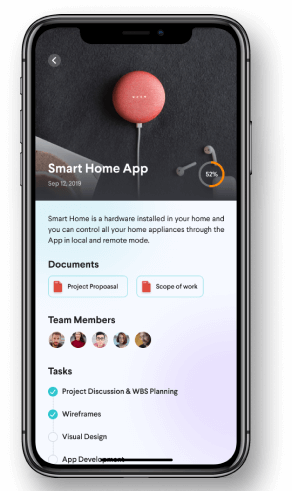 Smart Home App
Sep 12, 2019
52%
Smart Home is a hardware installed in your home and
you can control all your home appliances through the
App in local and remote mode.
Documents
Project Propoasal
Scope of work
Team Members
Tasks
Project Discussion & WBS Planning
Wireframes
Visual Design
App Development